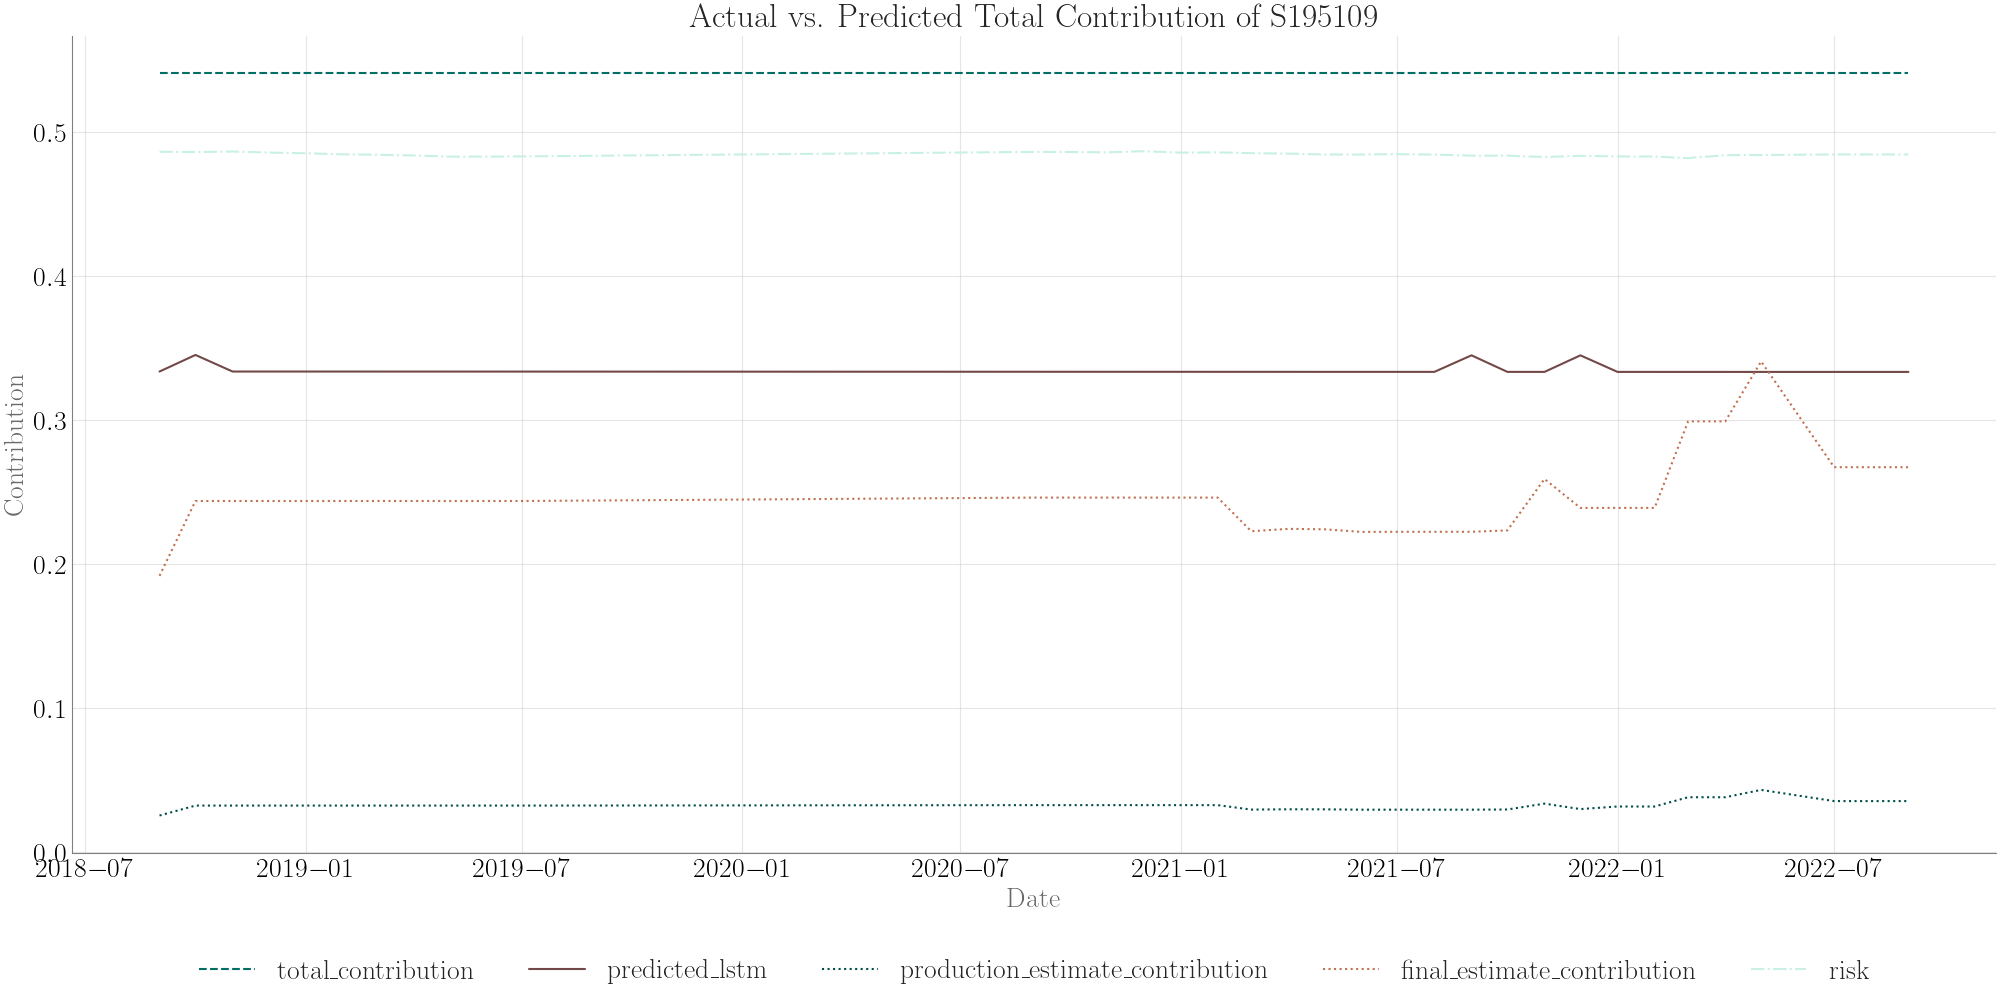 Actual vs. Predicted Total Contribution of S195109
Contribution
0.5
0.4
0.3
0.2
0.1
0.0
2018−07 2019−01 2019−07 2020−01 2020−07 2021−01 2021−07 2022−01 2022−07
Date
total_contribution predicted_lstm production_estimate_contribution final_estimate_contribution risk